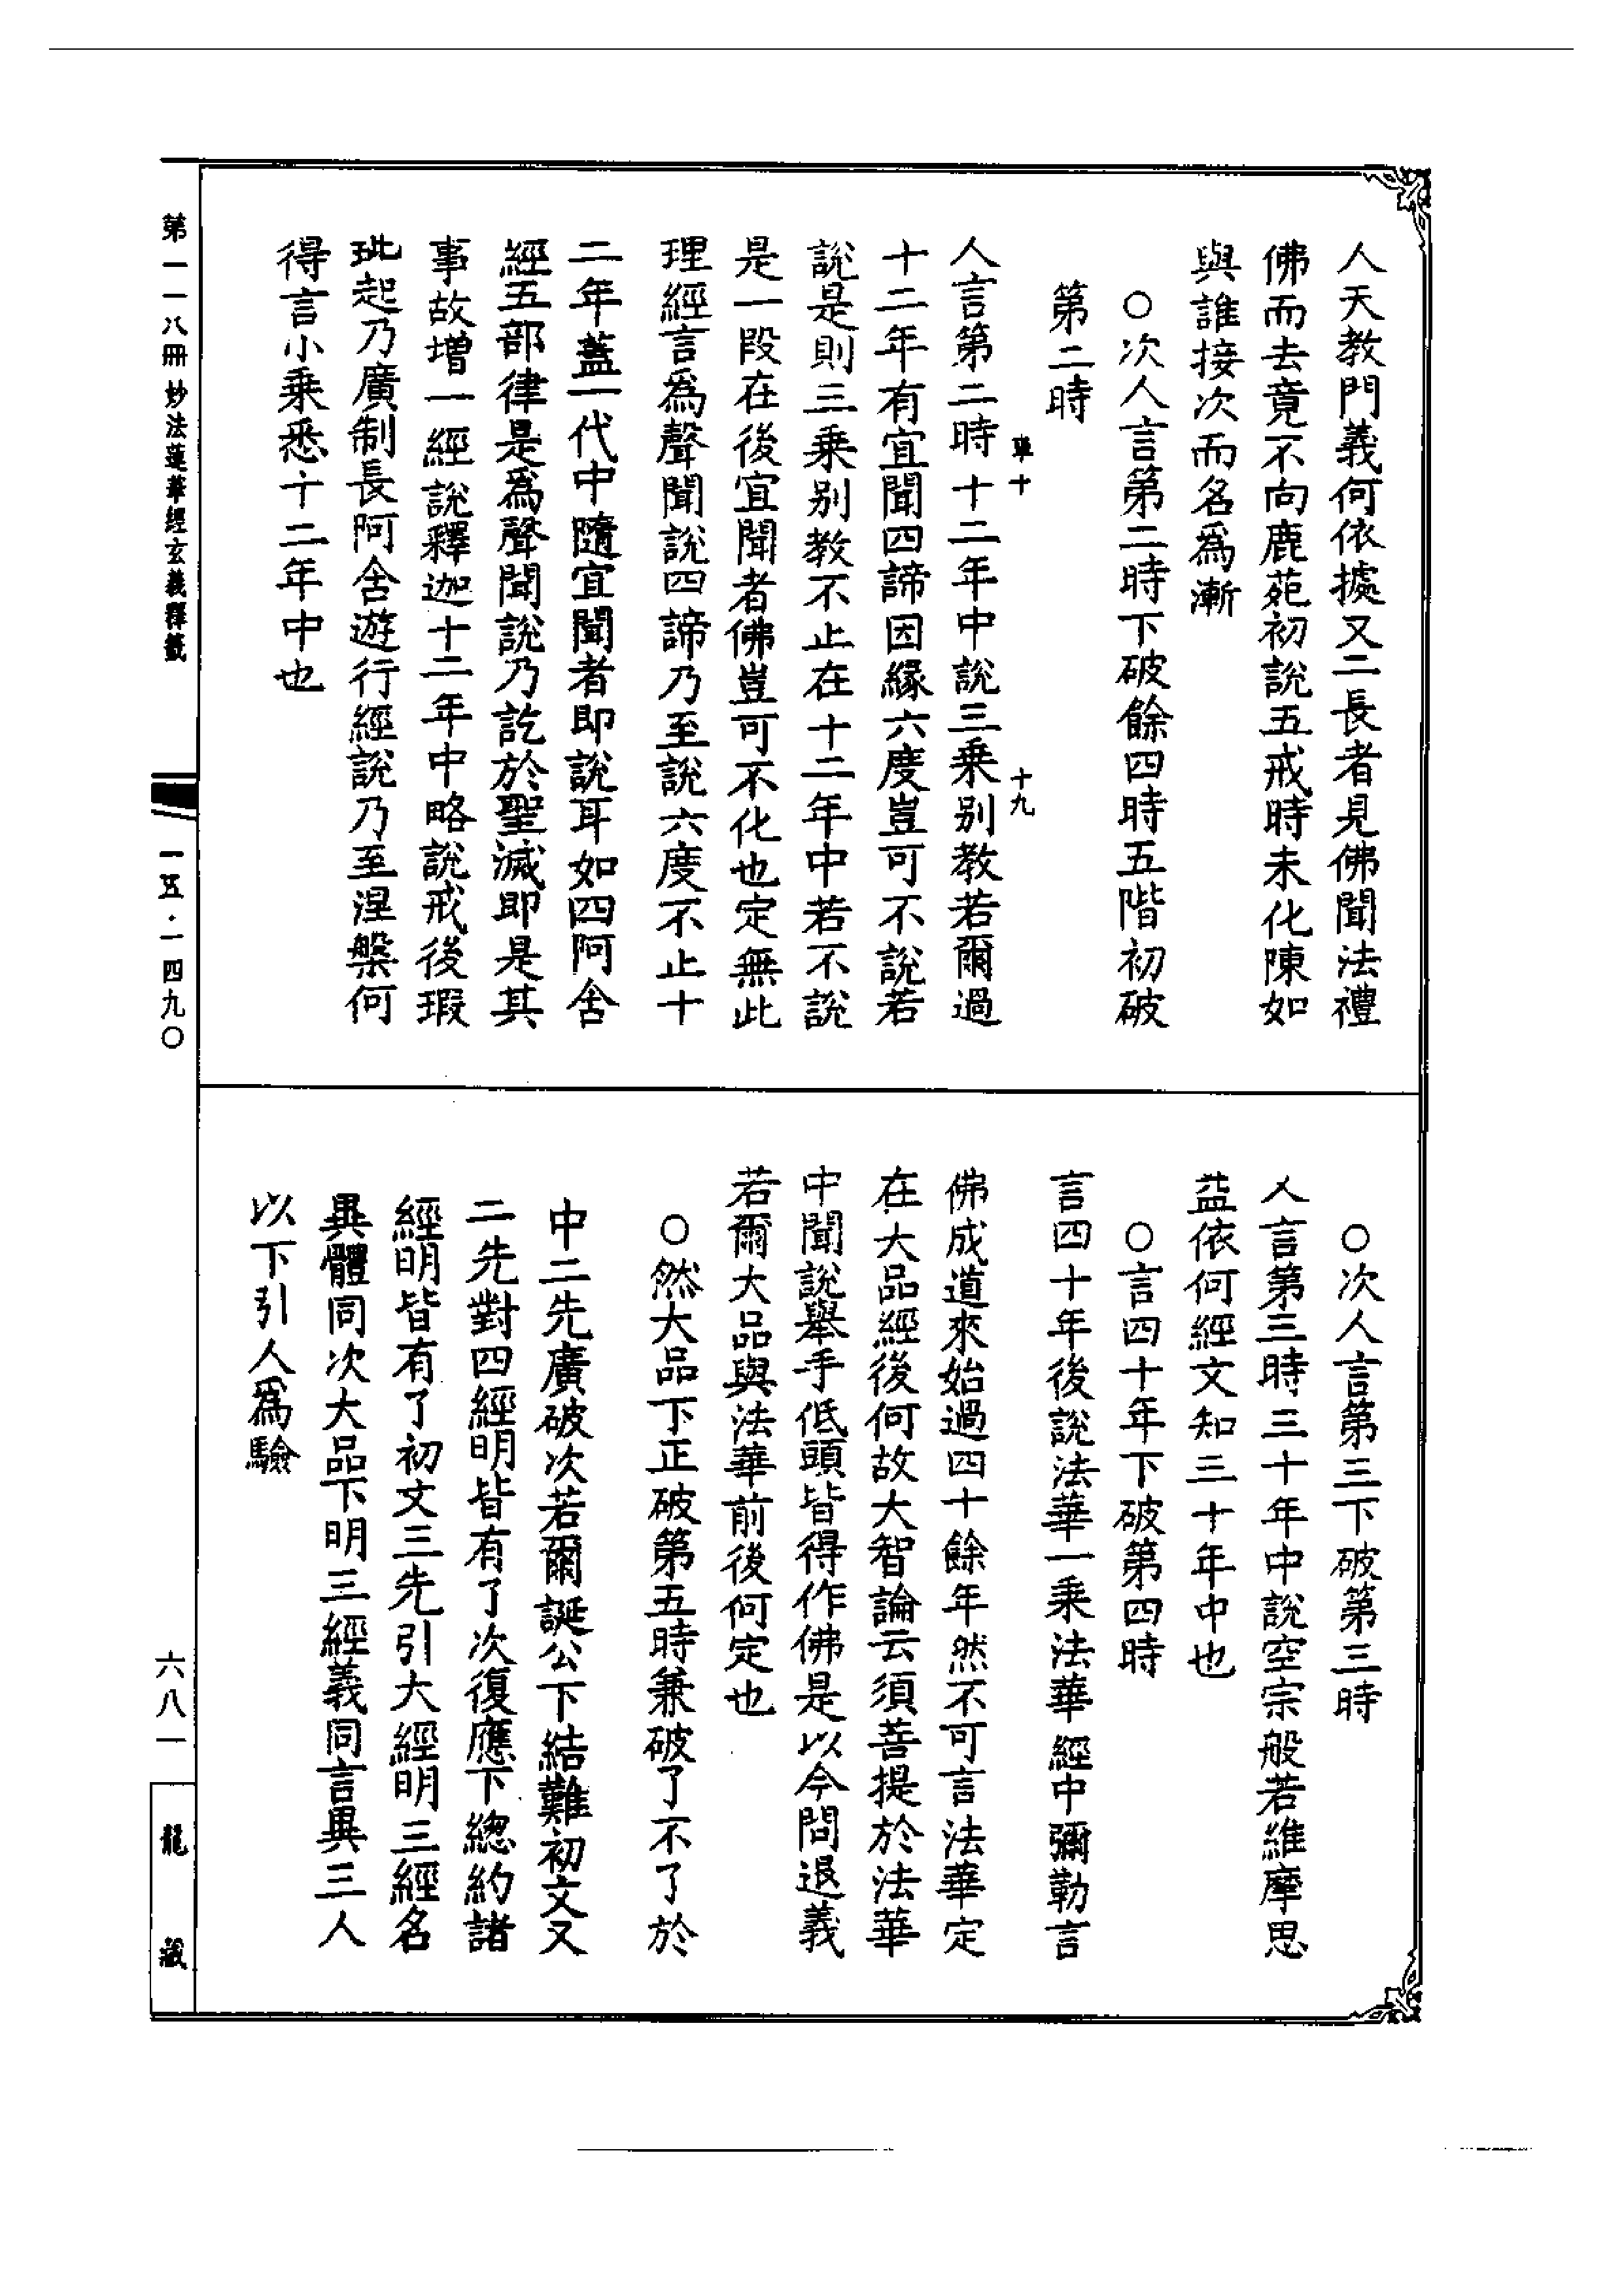 人天教門義何依據又二長者見佛聞法禮
佛而去竟不向鹿苑初說五戒時未化陳如
與誰接次而名爲漸
○次人言第二時下破餘四時五階初破
第二時
十 十九
人言第二時十二年中說三乗别教若爾過
十二年有宜聞四諦因緣六度豈可不說若
說是則三乗别教不止在十二年中若不說
是一段在後宜聞者佛豈可不化也定無此
理經言爲聲聞說四諦乃至說六度不止十
二年蓋一代中隨宜聞者即說耳如四阿含
經五部律是爲聲聞說乃訖於聖滅即是其
事故增一經說釋迦十二年中略說戒後瑕
玼起乃廣制長阿含遊行經說乃至涅槃何
得言小乗悉十二年中也
○次人言第三下破第三時
人言第三時三十年中說空宗般若維摩思
益依何經文知三十年中也
○言四十年下破第四時
言四十年後說法華一乗法華經中彌勒言
佛成道來始過四十餘年然不可言法華定
在大品經後何故大智論云須菩提於法華
中聞說舉手低頭皆得作佛是以今問退義
若爾大品與法華前後何定也
○然大品下正破第五時兼破了不了於
中二先廣破次若爾誕公下結難初文又
二先對四經明皆有了次復應下總約諸
經明皆有了初文三先引大經明三經名
異體同次大品下明三經義同言異三人
以下引人爲驗
第一一八冊 妙法蓮華經玄義釋籤
一五·一四九〇
六八一
龍藏